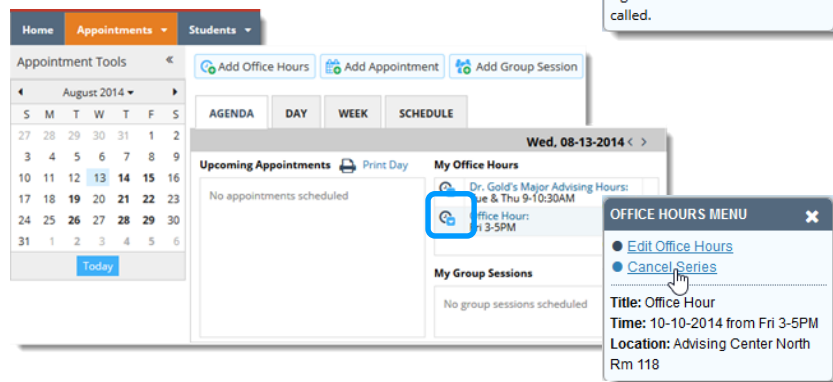 called.
Home Appointments Students
Appointment Tools «
Add Office Hours Add Appointment Add Group Session
August 2014
S M T W T F S
27 28 29 30 31 1 2
3 4 5 6 7 8 9
10 11 12 13 14 15 16
17 18 19 20 21 22 23
24 25 26 27 28 29 30
31 1 2 3 4 5 6
Today
AGENDA DAY WEEK SCHEDULE
Wed, 08-13-2014 < >
Upcoming Appointments Print Day
No appointments scheduled
My Office Hours
Dr. Gold's Major Advising Hours:
& Thu 9-10:30AM
Office Hour:
Fri 3-5PM
My Group Sessions
No group sessions scheduled
OFFICE HOURS MENU
Edit Office Hours
Cancel Series
Title: Office Hour
Time: 10-10-2014 from Fri 3-5PM
Location: Advising Center North
Rm 118